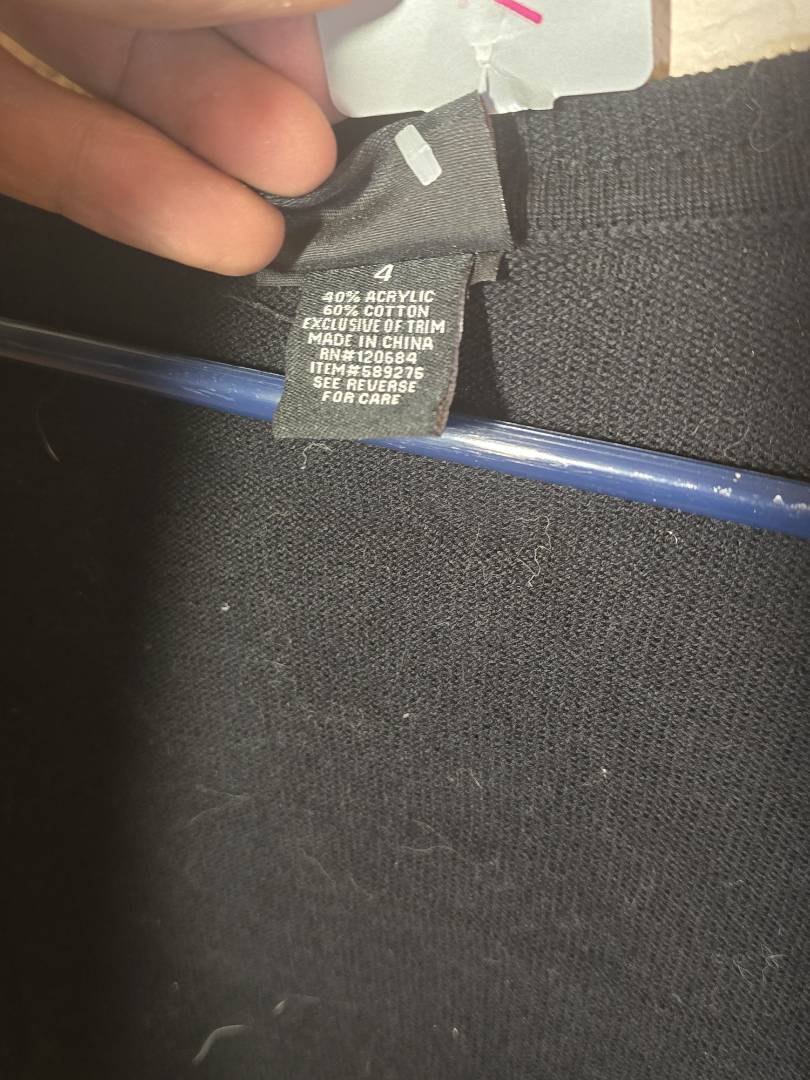 4
40% ACRYLIC
60% COTTON
EXCLUSIVE OF TRIM
MADE IN CHINA
RN#120684
ITEM#589276
SEE REVERSE
FOR CARE